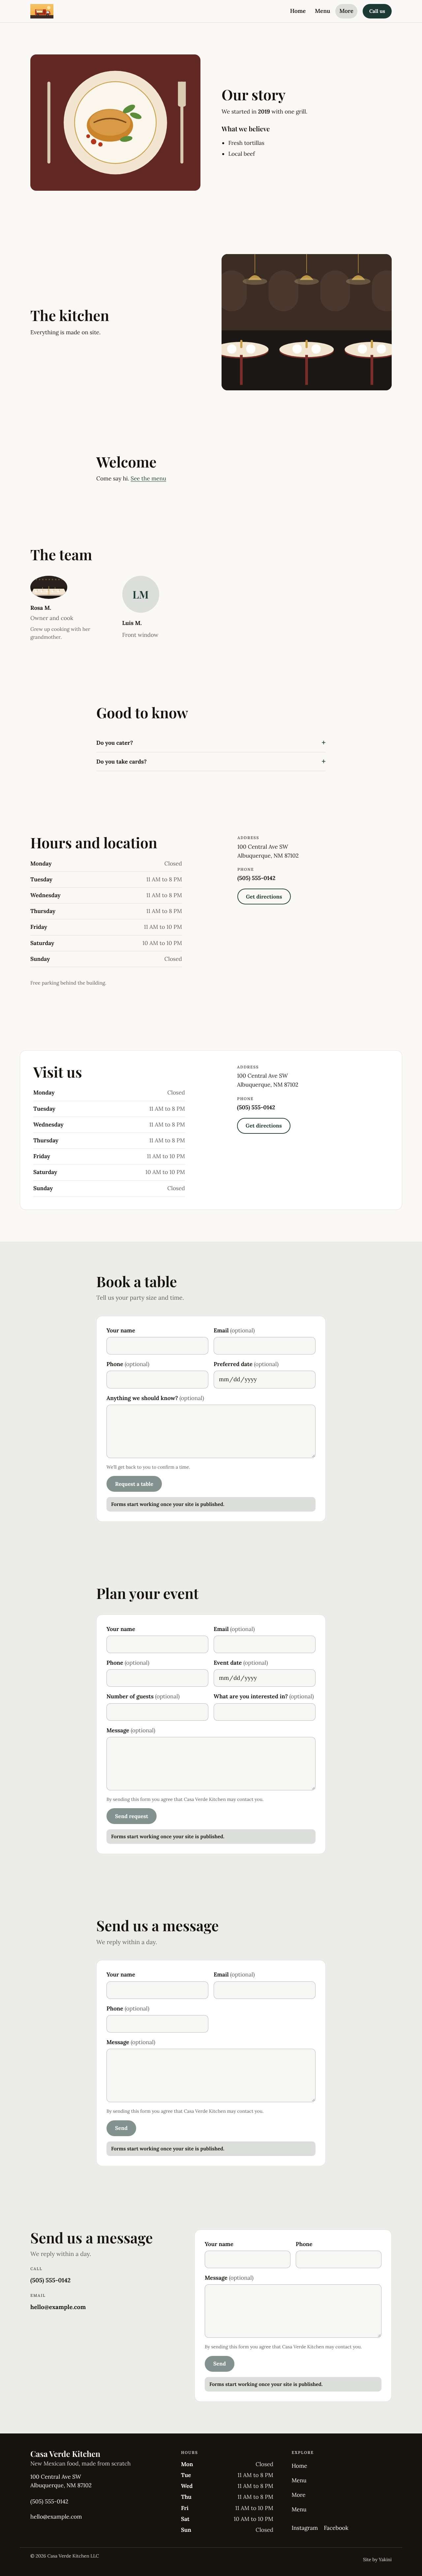 Home Menu More Call us
Our story
We started in 2019 with one grill.
What we believe
Fresh tortillas
Local beef
The kitchen
Everything is made on site.
Welcome
Come say hi. See the menu
The team
Rosa M.
Owner and cook
Grew up cooking with her
grandmother.
LM
Luis M.
Front window
Good to know
Do you cater? +
Do you take cards? +
Hours and location
Monday Closed
Tuesday 11 AM to 8 PM
Wednesday 11 AM to 8 PM
Thursday 11 AM to 8 PM
Friday 11 AM to 10 PM
Saturday 10 AM to 10 PM
Sunday Closed
Free parking behind the building.
ADDRESS
100 Central Ave SW
Albuquerque, NM 87102
PHONE
(505) 555-0142
Get directions
Visit us
Monday Closed
Tuesday 11 AM to 8 PM
Wednesday 11 AM to 8 PM
Thursday 11 AM to 8 PM
Friday 11 AM to 10 PM
Saturday 10 AM to 10 PM
Sunday Closed
ADDRESS
100 Central Ave SW
Albuquerque, NM 87102
PHONE
(505) 555-0142
Get directions
Book a table
Tell us your party size and time.
Your name Email (optional)
Phone (optional) Preferred date (optional)
mm/dd/yyyy
Anything we should know? (optional)
We'll get back to you to confirm a time.
Request a table
Forms start working once your site is published.
Plan your event
Your name Email (optional)
Phone (optional) Event date (optional)
mm/dd/yyyy
Number of guests (optional) What are you interested in? (optional)
Message (optional)
By sending this form you agree that Casa Verde Kitchen may contact you.
Send request
Forms start working once your site is published.
Send us a message
We reply within a day.
Your name Email (optional)
Phone (optional)
Message (optional)
By sending this form you agree that Casa Verde Kitchen may contact you.
Send
Forms start working once your site is published.
Send us a message
We reply within a day.
CALL
(505) 555-0142
EMAIL
hello@example.com
Your name Phone
Message (optional)
By sending this form you agree that Casa Verde Kitchen may contact you.
Send
Forms start working once your site is published.
Casa Verde Kitchen
New Mexican food, made from scratch
100 Central Ave SW
Albuquerque, NM 87102
(505) 555-0142
hello@example.com
HOURS
Mon Closed
Tue 11 AM to 8 PM
Wed 11 AM to 8 PM
Thu 11 AM to 8 PM
Fri 11 AM to 10 PM
Sat 10 AM to 10 PM
Sun Closed
EXPLORE
Home
Menu
More
Menu
Instagram Facebook
© 2026 Casa Verde Kitchen LLC
Site by Yakini